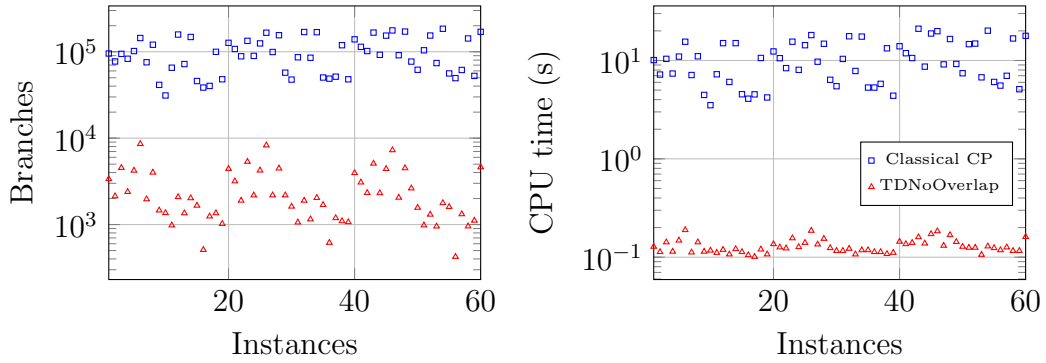 Branches
10^5
10^4
10^3
20
40
60
Instances
CPU time (s)
10^1
10^0
10^−1
Classical CP
TDNoOverlap
20
40
60
Instances